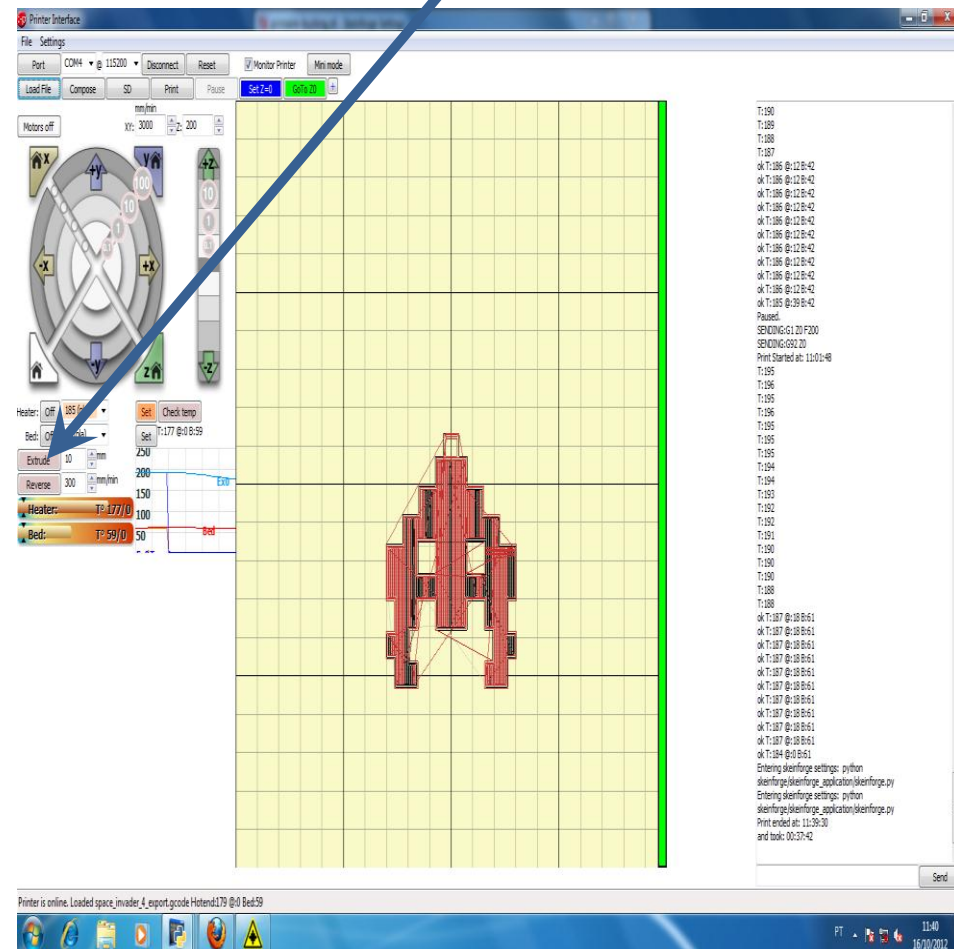 Printer Interface
File Settings
Port COM4 @ 115200 Disconnect Reset Monitor Printer Mini mode
Load File Compose SD Print Pause Set Z=0 GoTo Z0 +
mm/min
Motors off XY: 3000 Z: 200
X +Y Y +Z
100
10 10
1 1
-X +X
-Y Z -Z
Heater: Off Set Check temp
Bed: Off Set T:177 @:0 B:59
Extrude 10 mm
Reverse 300 mm/min
Heater: T° 177/0
Bed: T° 59/0
250
200
150
100
50
Ex0
Bed
T:190
T:189
T:188
T:187
ok T:186 @:12 B:42
ok T:186 @:12 B:42
ok T:186 @:12 B:42
ok T:186 @:12 B:42
ok T:186 @:12 B:42
ok T:186 @:12 B:42
ok T:186 @:12 B:42
ok T:186 @:12 B:42
ok T:186 @:12 B:42
ok T:186 @:12 B:42
ok T:185 @:39 B:42
Paused.
SENDING:G1 Z0 F200
SENDING:G92 Z0
Print Started at: 11:01:48
T:195
T:196
T:195
T:196
T:195
T:195
T:195
T:194
T:194
T:193
T:192
T:192
T:191
T:190
T:190
T:190
T:188
T:188
ok T:187 @:18 B:61
ok T:187 @:18 B:61
ok T:187 @:18 B:61
ok T:187 @:18 B:61
ok T:187 @:18 B:61
ok T:187 @:18 B:61
ok T:187 @:18 B:61
ok T:187 @:18 B:61
ok T:187 @:18 B:61
ok T:187 @:18 B:61
ok T:184 @:0 B:61
Entering skeinforge settings: python
skeinforge/skeinforge_application/skeinforge.py
Entering skeinforge settings: python
skeinforge/skeinforge_application/skeinforge.py
Print ended at: 11:39:30
and took: 00:37:42
Send
Printer is online. Loaded space_invader_4_export.gcode Hotend:179 @:0 Bed:59
PT 11:40
16/10/2012